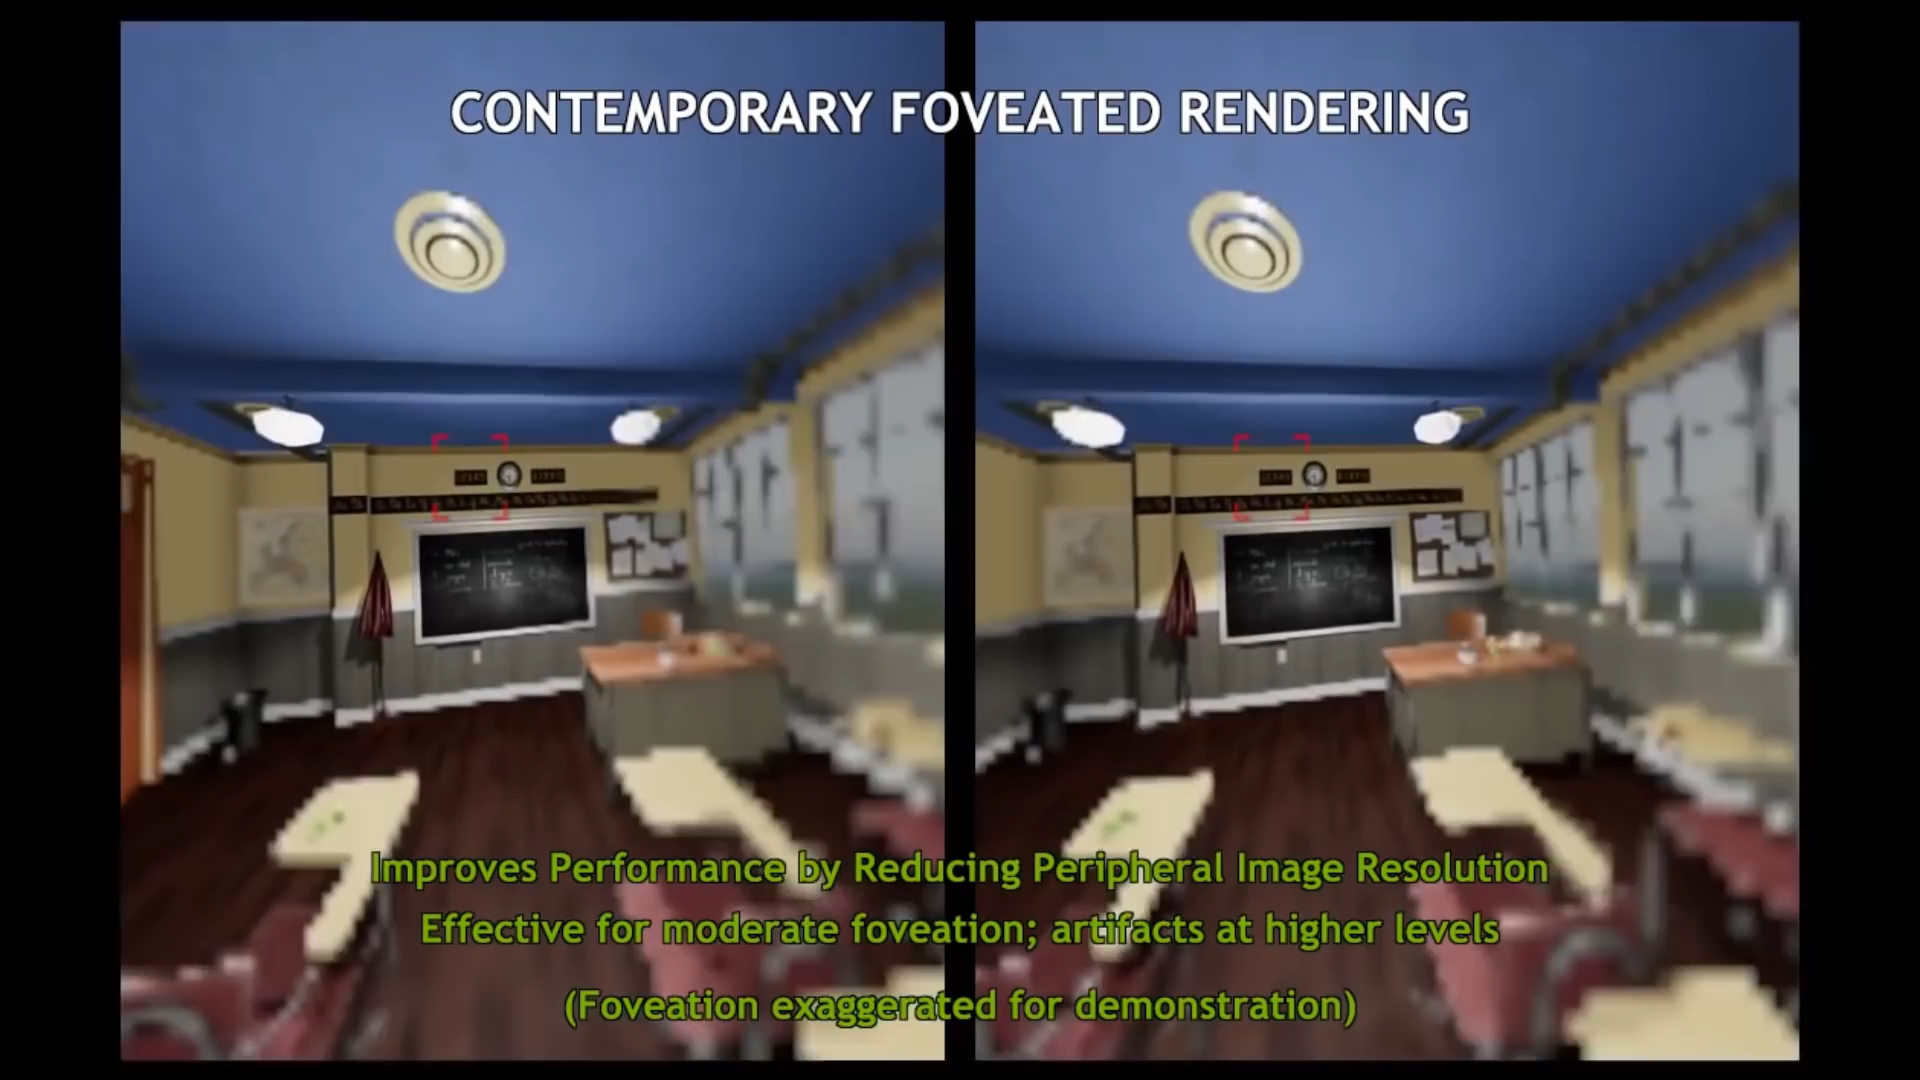 CONTEMPORARY FOVEATED RENDERING
Improves Performance by Reducing Peripheral Image Resolution
Effective for moderate foveation; artifacts at higher levels
(Foveation exaggerated for demonstration)